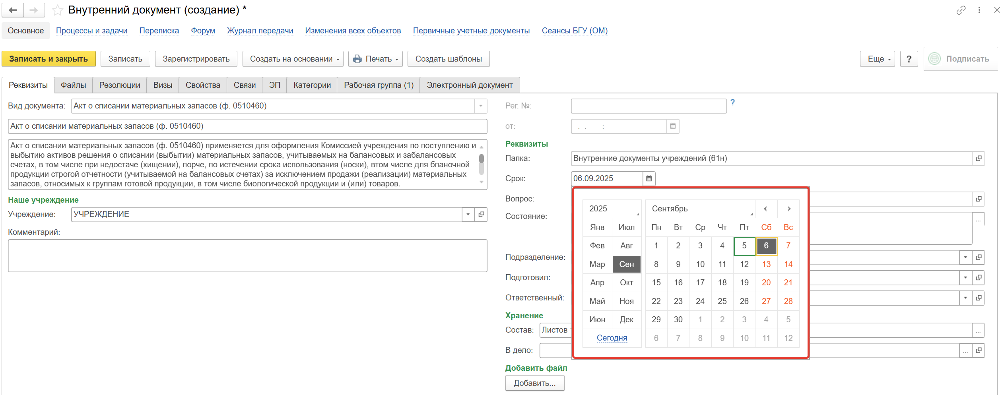 Внутренний документ (создание) *
Основное Процессы и задачи Переписка Форум Журнал передачи Изменения всех объектов Первичные учетные документы Сеансы БГУ (ОМ)
Записать и закрыть Записать Зарегистрировать Создать на основании Печать Создать шаблоны Еще ? Подписать
Реквизиты Файлы Резолюции Визы Свойства Связи ЭП Категории Рабочая группа (1) Электронный документ
Вид документа: Акт о списании материальных запасов (ф. 0510460)
Акт о списании материальных запасов (ф. 0510460)
Акт о списании материальных запасов (ф. 0510460) применяется для оформления Комиссией учреждения по поступлению и
выбытию активов решения о списании (выбытии) материальных запасов, учитываемых на балансовых и забалансовых
счетах, в том числе при недостаче (хищении), порче, по истечении срока использования (носки), втом числе для бланочной
продукции строгой отчетности (учитываемой на балансовых счетах) за исключением продажи (реализации) материальных
запасов, относимых к группам готовой продукции, в том числе биологической продукции и (или) товаров.
Наше учреждение
Учреждение: УЧРЕЖДЕНИЕ
Комментарий:
Рег. №: ?
от: . . :
Реквизиты
Папка: Внутренние документы учреждений (61н)
Срок: 06.09.2025
Вопрос:
Состояние: ...
Подразделение:
Подготовил:
Ответственный:
Хранение
Состав: Листов ...
В дело: ...
Добавить файл
Добавить...
2025 Сентябрь
Янв Июл Пн Вт Ср Чт Пт Сб Вс
Фев Авг 1 2 3 4 5 6 7
Мар Сен 8 9 10 11 12 13 14
Апр Окт 15 16 17 18 19 20 21
Май Ноя 22 23 24 25 26 27 28
Июн Дек 29 30 1 2 3 4 5
Сегодня 6 7 8 9 10 11 12